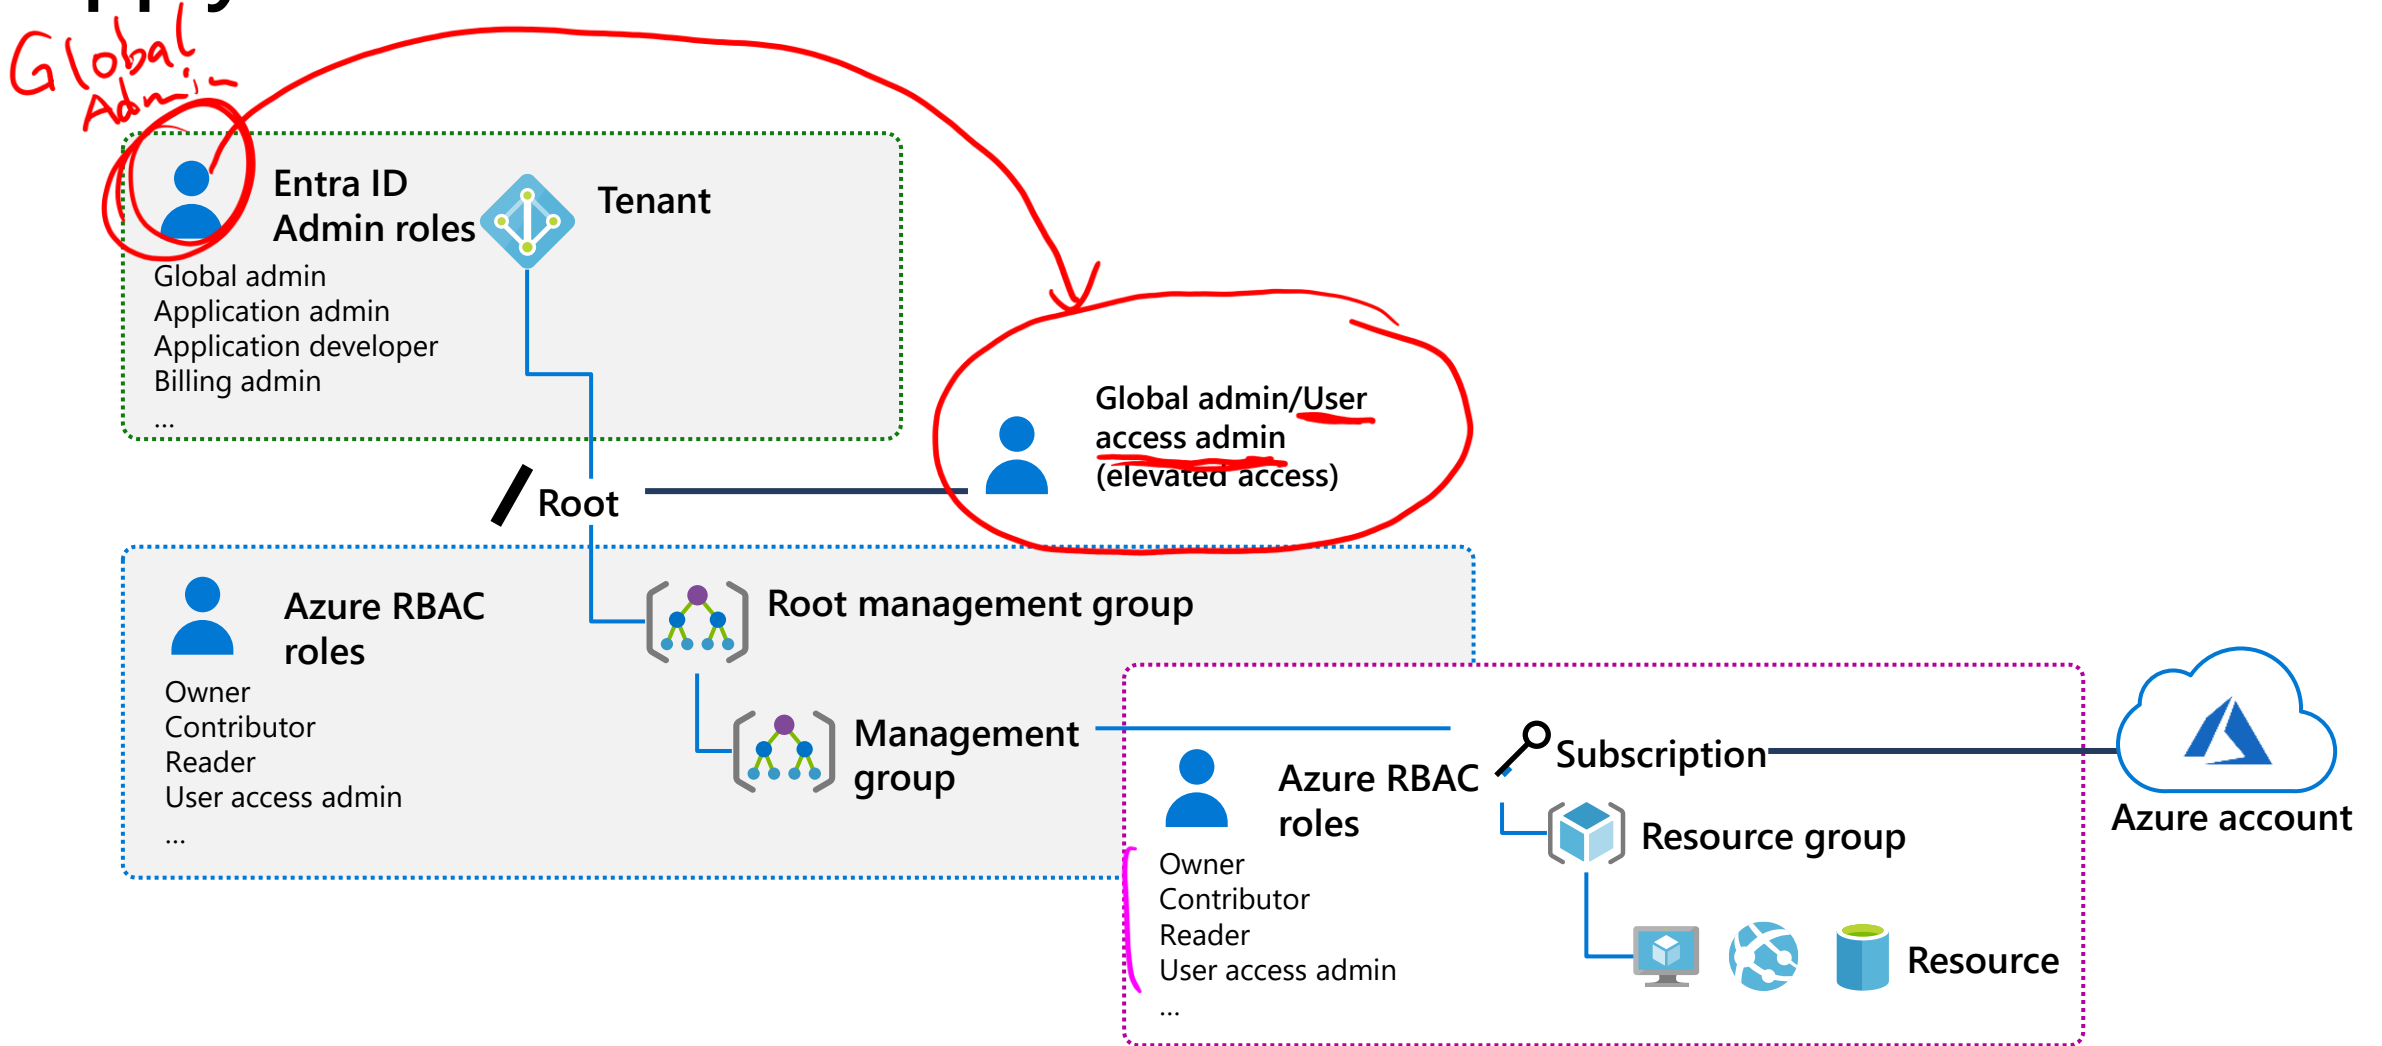 Global
Admin
Entra ID
Admin roles
Tenant
Global admin
Application admin
Application developer
Billing admin
...
Global admin/User
access admin
(elevated access)
Root
Azure RBAC
roles
Owner
Contributor
Reader
User access admin
...
Root management group
Management
group
Azure RBAC
roles
Owner
Contributor
Reader
User access admin
...
Subscription
Resource group
Resource
Azure account